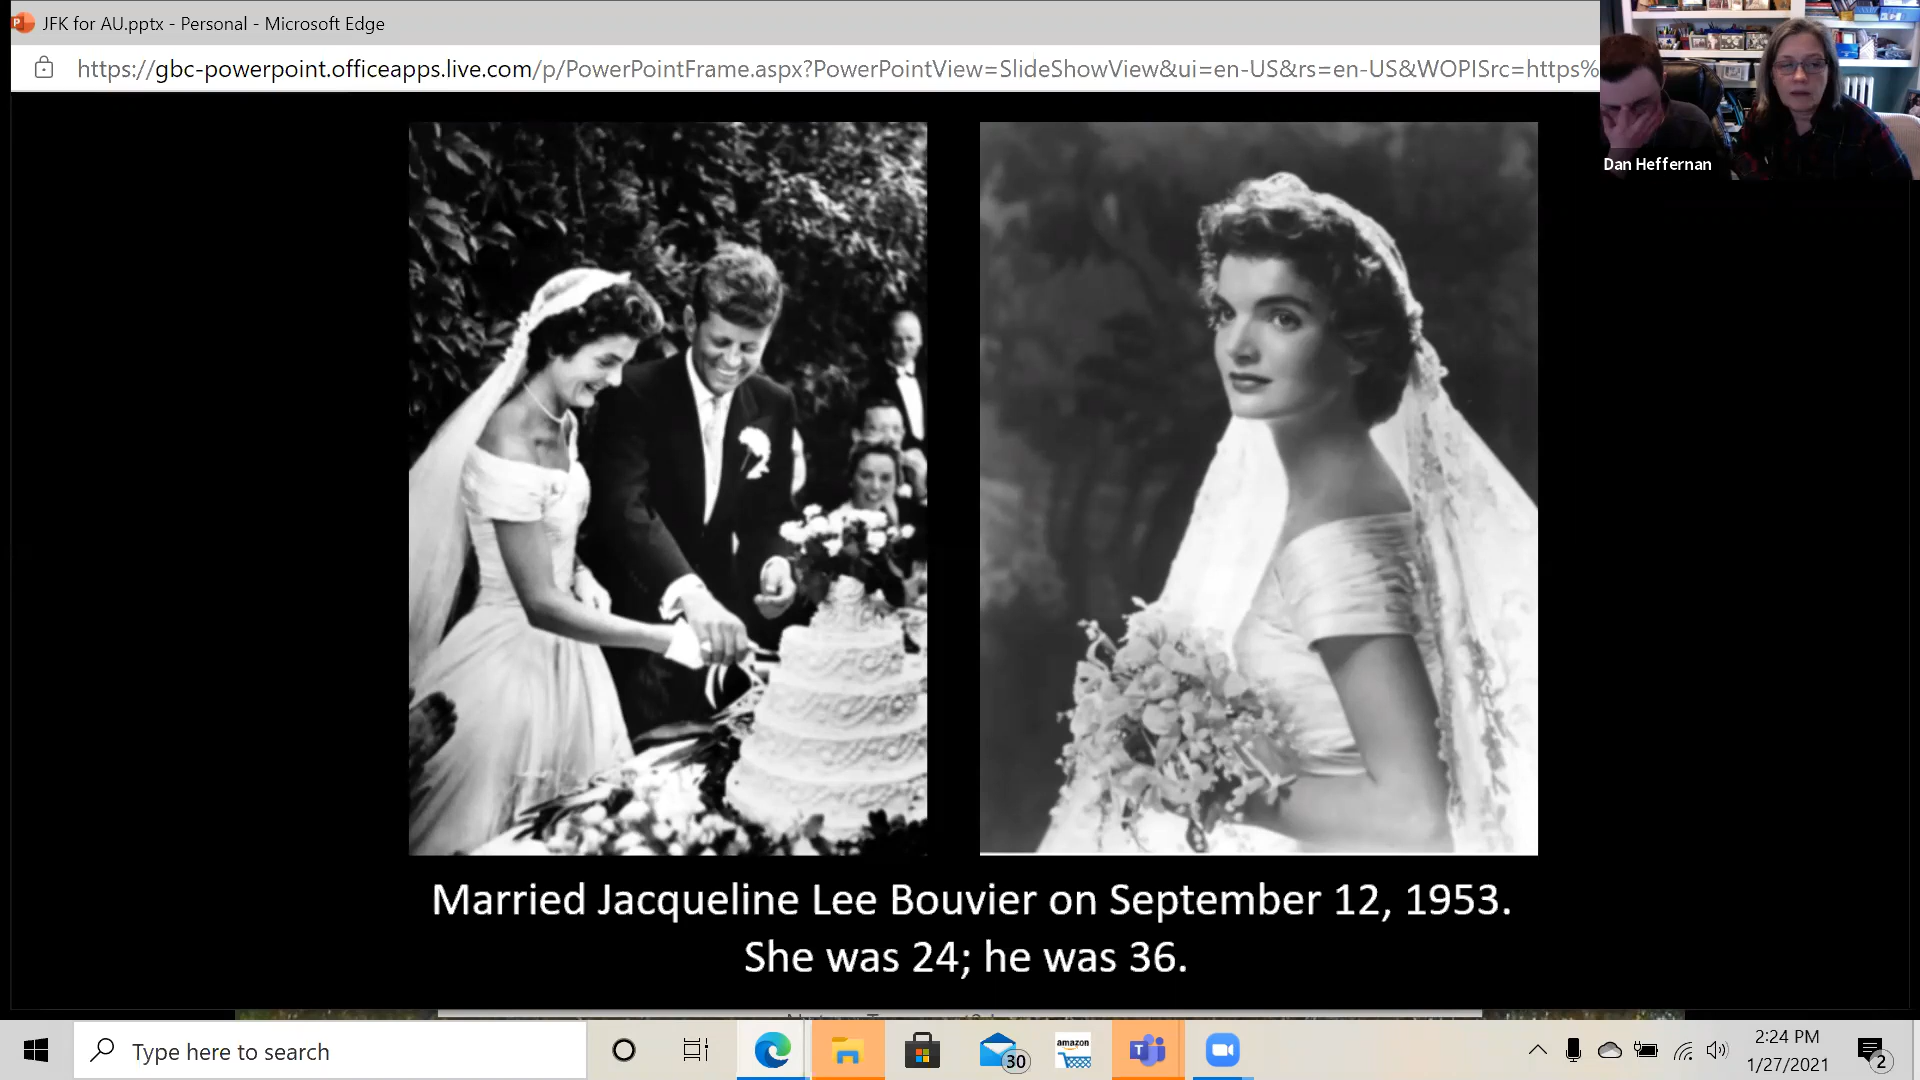 JFK for AU.pptx - Personal - Microsoft Edge
https://gbc-powerpoint.officeapps.live.com/p/PowerPointFrame.aspx?PowerPointView=SlideShowView&ui=en-US&rs=en-US&WOPISrc=https%
Dan Heffernan
Married Jacqueline Lee Bouvier on September 12, 1953.
She was 24; he was 36.
Type here to search
30
amazon
2:24 PM
1/27/2021
2